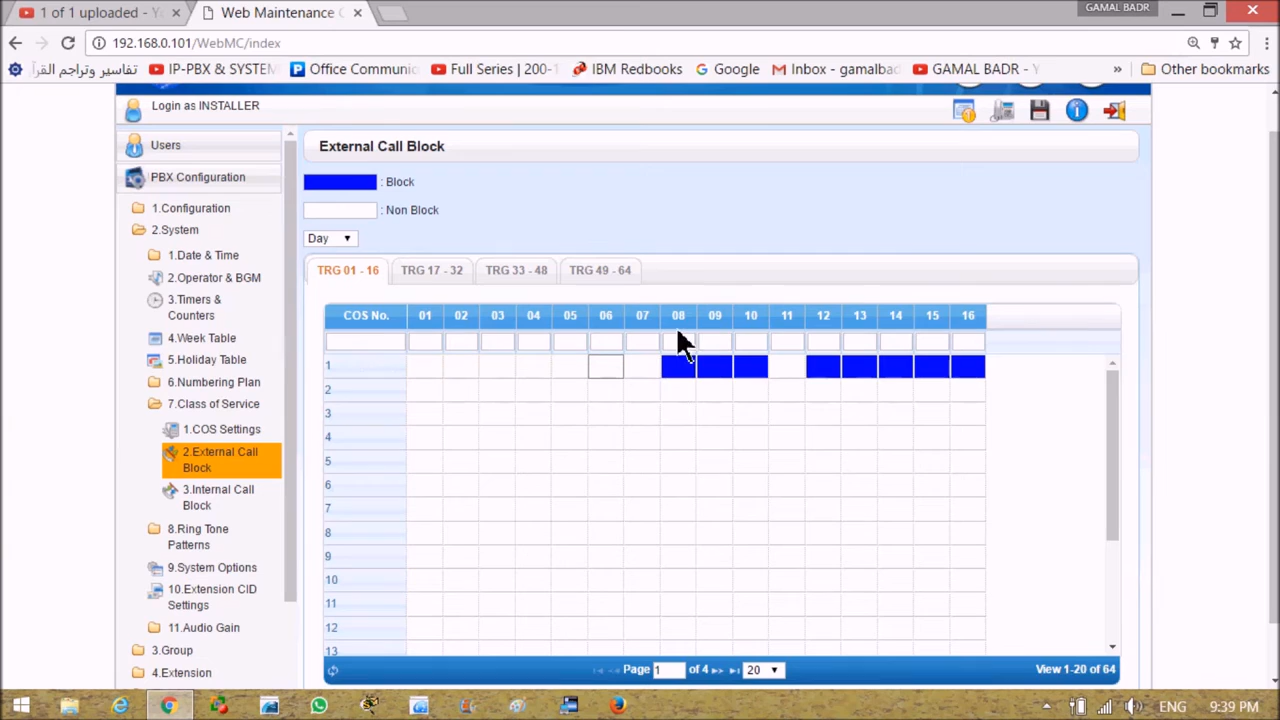 1 of 1 uploaded - Y
Web Maintenance C
GAMAL BADR
192.168.0.101/WebMC/index
تفاسير وتراجم القرآ
IP-PBX & SYSTEM
Office Communic
Full Series | 200-1
IBM Redbooks
Google
Inbox - gamalbad
GAMAL BADR - Y
»
Other bookmarks
Login as INSTALLER
Users
PBX Configuration
1.Configuration
2.System
1.Date & Time
2.Operator & BGM
3.Timers &
Counters
4.Week Table
5.Holiday Table
6.Numbering Plan
7.Class of Service
1.COS Settings
2.External Call
Block
3.Internal Call
Block
8.Ring Tone
Patterns
9.System Options
10.Extension CID
Settings
11.Audio Gain
3.Group
4.Extension
External Call Block
: Block
: Non Block
Day
TRG 01 - 16 TRG 17 - 32 TRG 33 - 48 TRG 49 - 64
COS No. 01 02 03 04 05 06 07 08 09 10 11 12 13 14 15 16
1
2
3
4
5
6
7
8
9
10
11
12
13
Page 1 of 4 20 View 1-20 of 64
ENG 9:39 PM